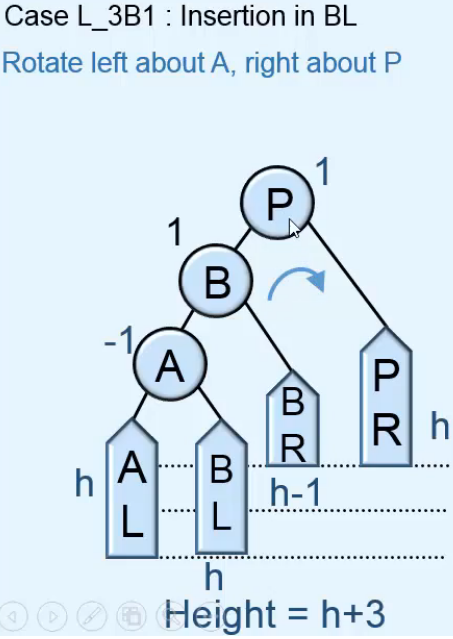 Case L_3B1 : Insertion in BL
Rotate left about A, right about P
1
P
1
B
-1
A
P
R
h
B
R
h-1
A
L
h
B
L
h
Height = h+3